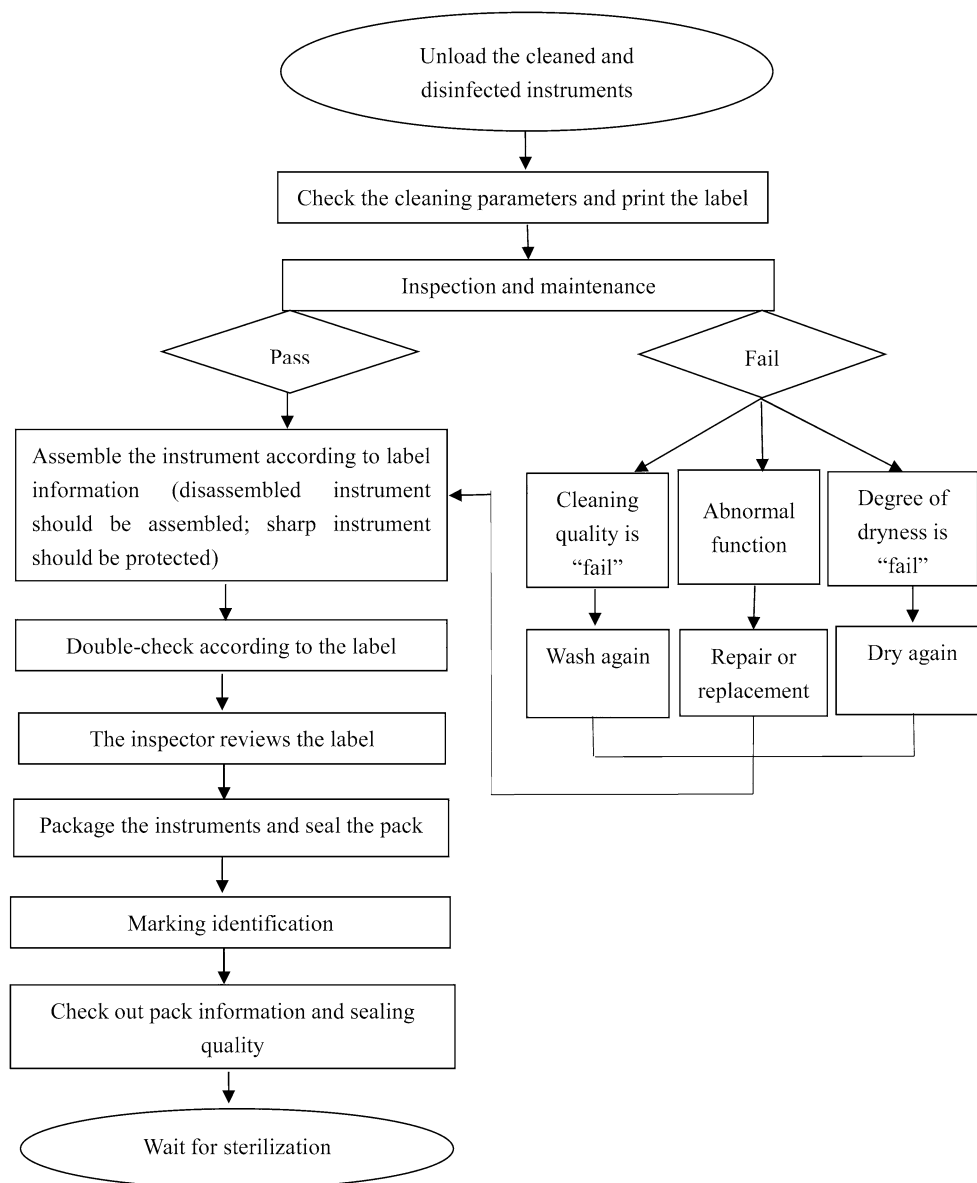 Unload the cleaned and
disinfected instruments
Check the cleaning parameters and print the label
Inspection and maintenance
Pass
Fail
Assemble the instrument according to label
information (disassembled instrument
should be assembled; sharp instrument
should be protected)
Cleaning
quality is
“fail”
Abnormal
function
Degree of
dryness is
“fail”
Double-check according to the label
Wash again
Repair or
replacement
Dry again
The inspector reviews the label
Package the instruments and seal the pack
Marking identification
Check out pack information and sealing
quality
Wait for sterilization